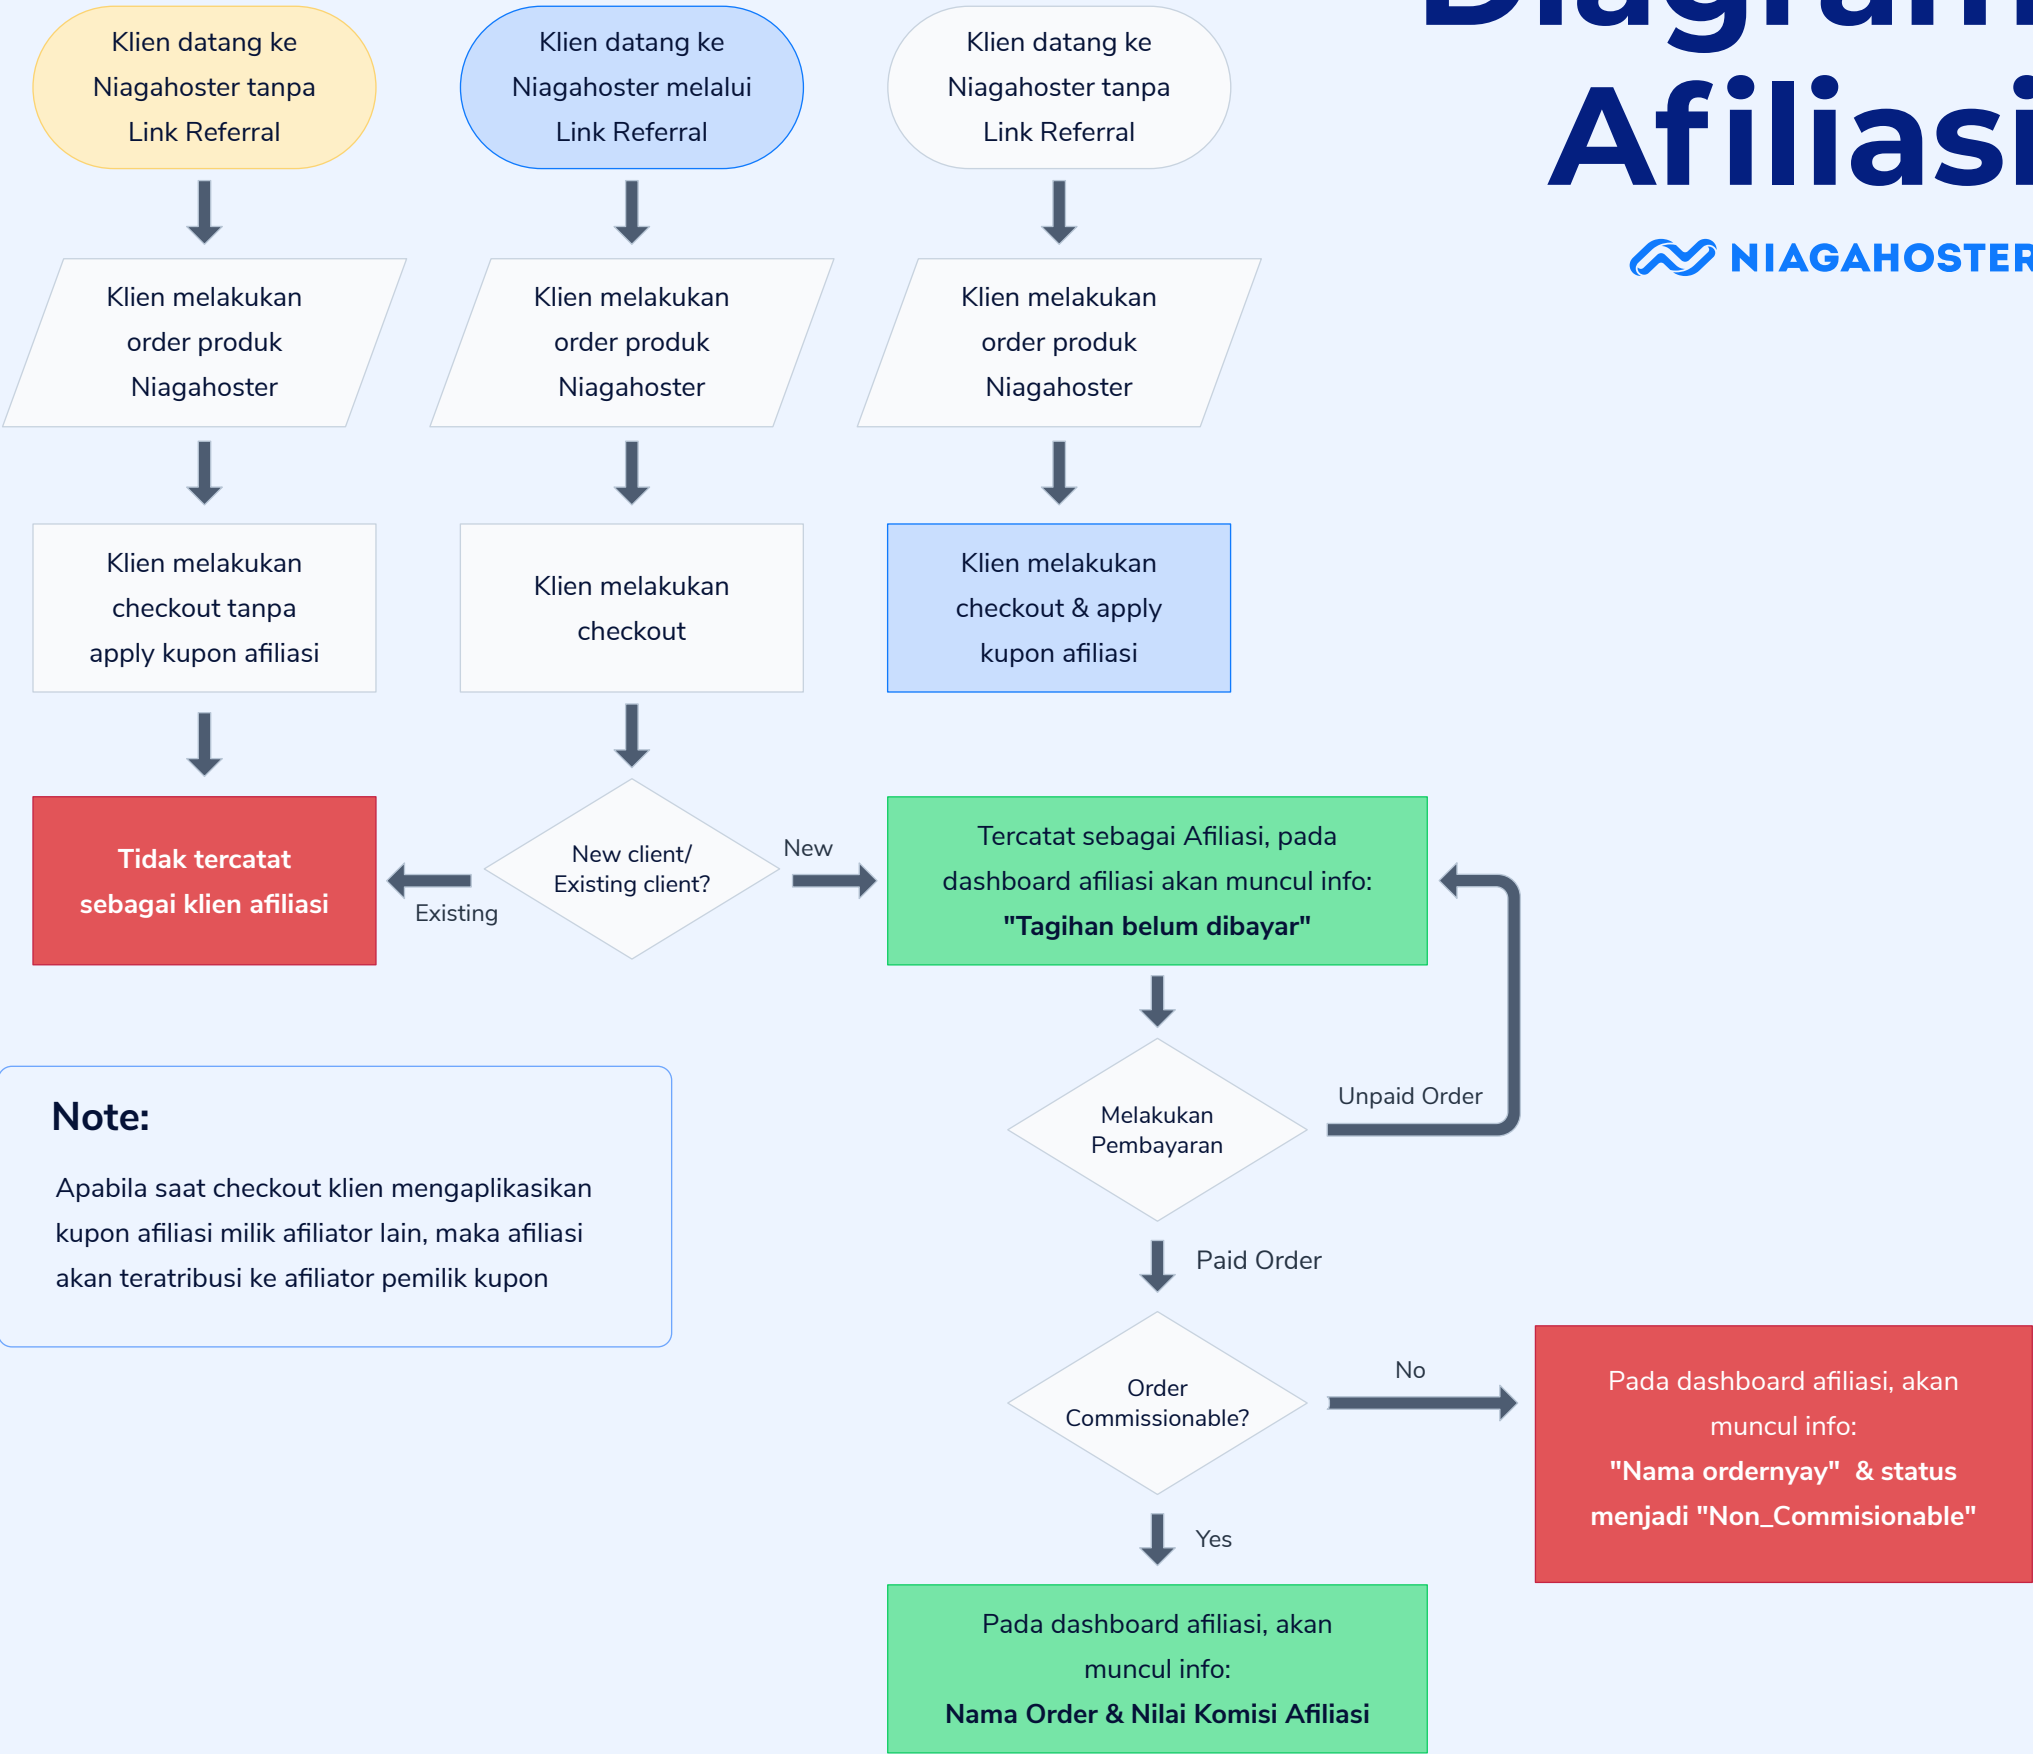 Diagram
Afiliasi
NIAGAHOSTER
Klien datang ke
Niagahoster tanpa
Link Referral
Klien datang ke
Niagahoster melalui
Link Referral
Klien datang ke
Niagahoster tanpa
Link Referral
Klien melakukan
order produk
Niagahoster
Klien melakukan
order produk
Niagahoster
Klien melakukan
order produk
Niagahoster
Klien melakukan
checkout tanpa
apply kupon afiliasi
Klien melakukan
checkout
Klien melakukan
checkout & apply
kupon afiliasi
Tidak tercatat
sebagai klien afiliasi
Existing
New client/
Existing client?
New
Tercatat sebagai Afiliasi, pada
dashboard afiliasi akan muncul info:
"Tagihan belum dibayar"
Melakukan
Pembayaran
Unpaid Order
Paid Order
Note:
Apabila saat checkout klien mengaplikasikan
kupon afiliasi milik afiliator lain, maka afiliasi
akan teratribusi ke afiliator pemilik kupon
Order
Commissionable?
No
Pada dashboard afiliasi, akan
muncul info:
"Nama ordernyay" & status
menjadi "Non_Commisionable"
Yes
Pada dashboard afiliasi, akan
muncul info:
Nama Order & Nilai Komisi Afiliasi